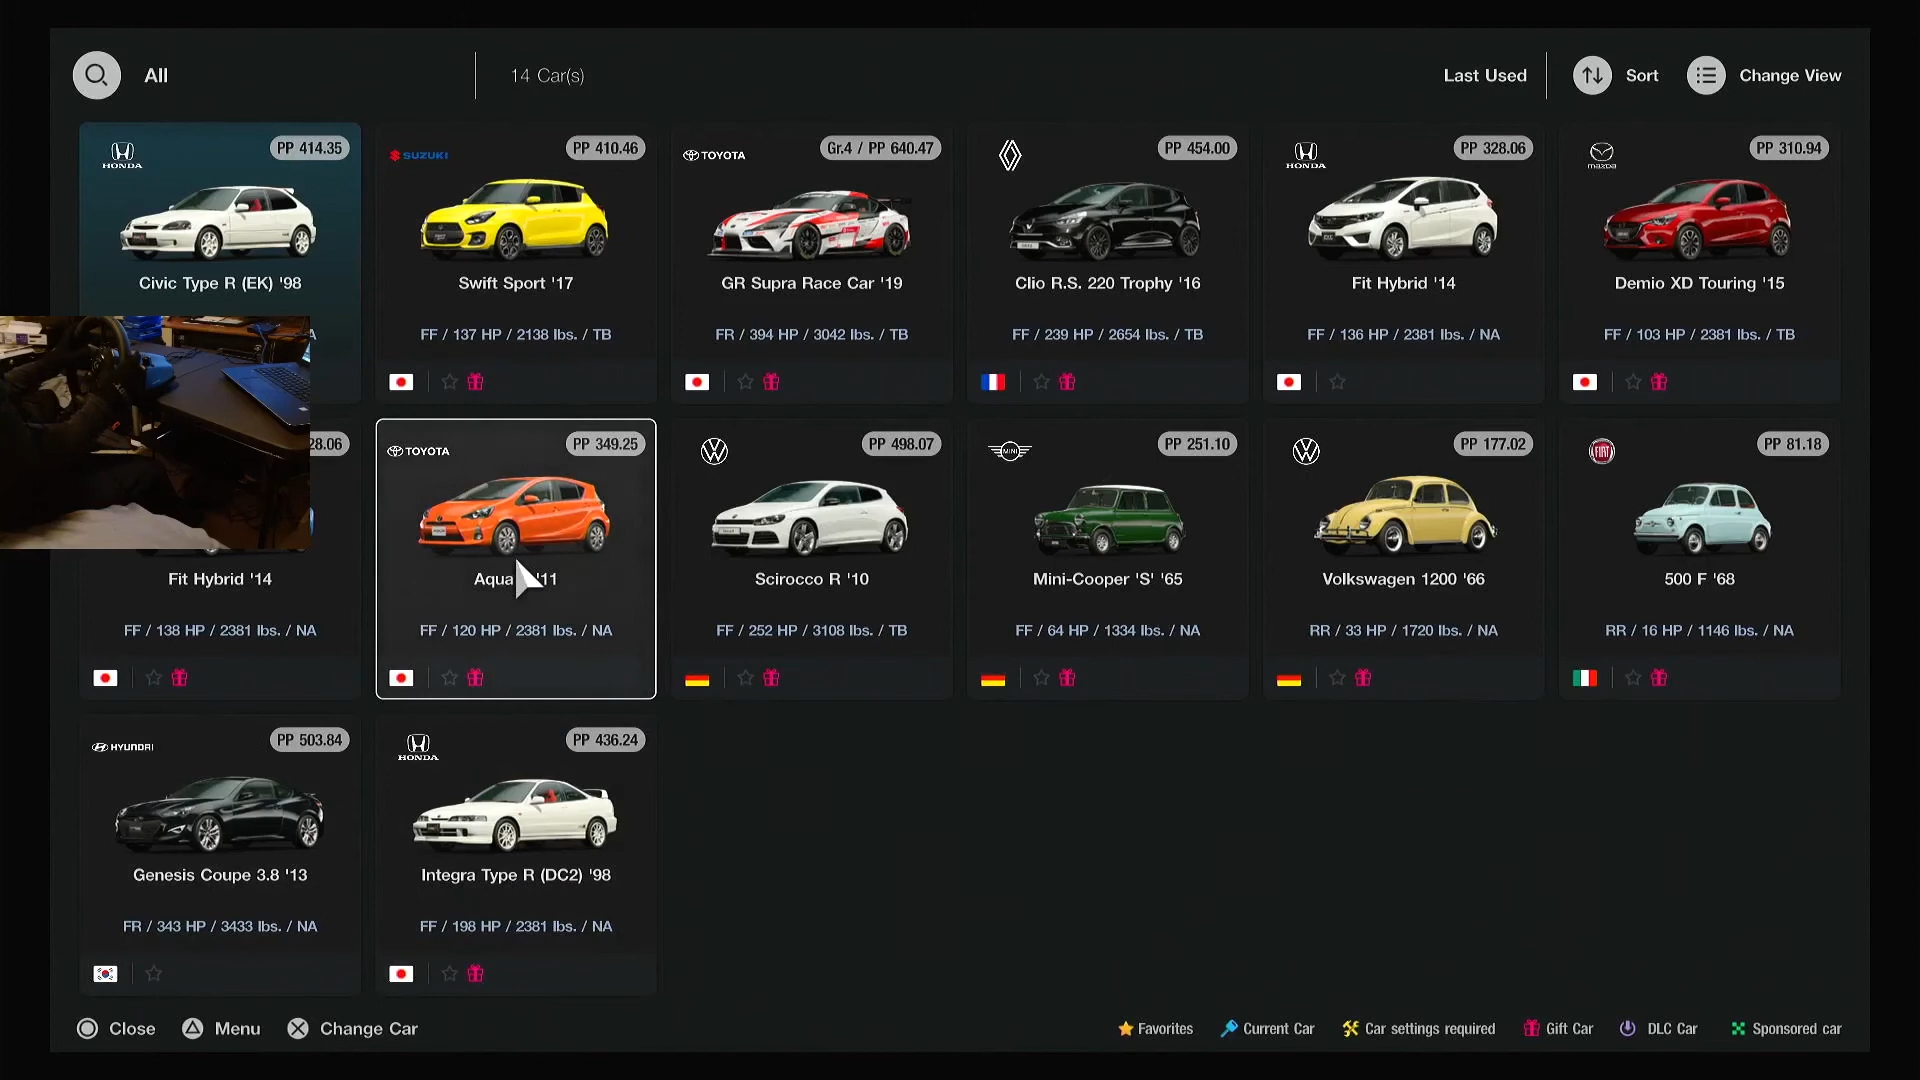 All
14 Car(s)
Last Used
Sort
Change View
HONDA
PP 414.35
Civic Type R (EK) '98
SUZUKI
PP 410.46
Swift Sport '17
FF / 137 HP / 2138 lbs. / TB
TOYOTA
Gr.4 / PP 640.47
GR Supra Race Car '19
FR / 394 HP / 3042 lbs. / TB
PP 454.00
Clio R.S. 220 Trophy '16
FF / 239 HP / 2654 lbs. / TB
HONDA
PP 328.06
Fit Hybrid '14
FF / 136 HP / 2381 lbs. / NA
mazda
PP 310.94
Demio XD Touring '15
FF / 103 HP / 2381 lbs. / TB
28.06
Fit Hybrid '14
FF / 138 HP / 2381 lbs. / NA
TOYOTA
PP 349.25
Aqua '11
FF / 120 HP / 2381 lbs. / NA
PP 498.07
Scirocco R '10
FF / 252 HP / 3108 lbs. / TB
MINI
PP 251.10
Mini-Cooper 'S' '65
FF / 64 HP / 1334 lbs. / NA
PP 177.02
Volkswagen 1200 '66
RR / 33 HP / 1720 lbs. / NA
FIAT
PP 81.18
500 F '68
RR / 16 HP / 1146 lbs. / NA
HYUNDAI
PP 503.84
Genesis Coupe 3.8 '13
FR / 343 HP / 3433 lbs. / NA
HONDA
PP 436.24
Integra Type R (DC2) '98
FF / 198 HP / 2381 lbs. / NA
Close
Menu
Change Car
Favorites
Current Car
Car settings required
Gift Car
DLC Car
Sponsored car